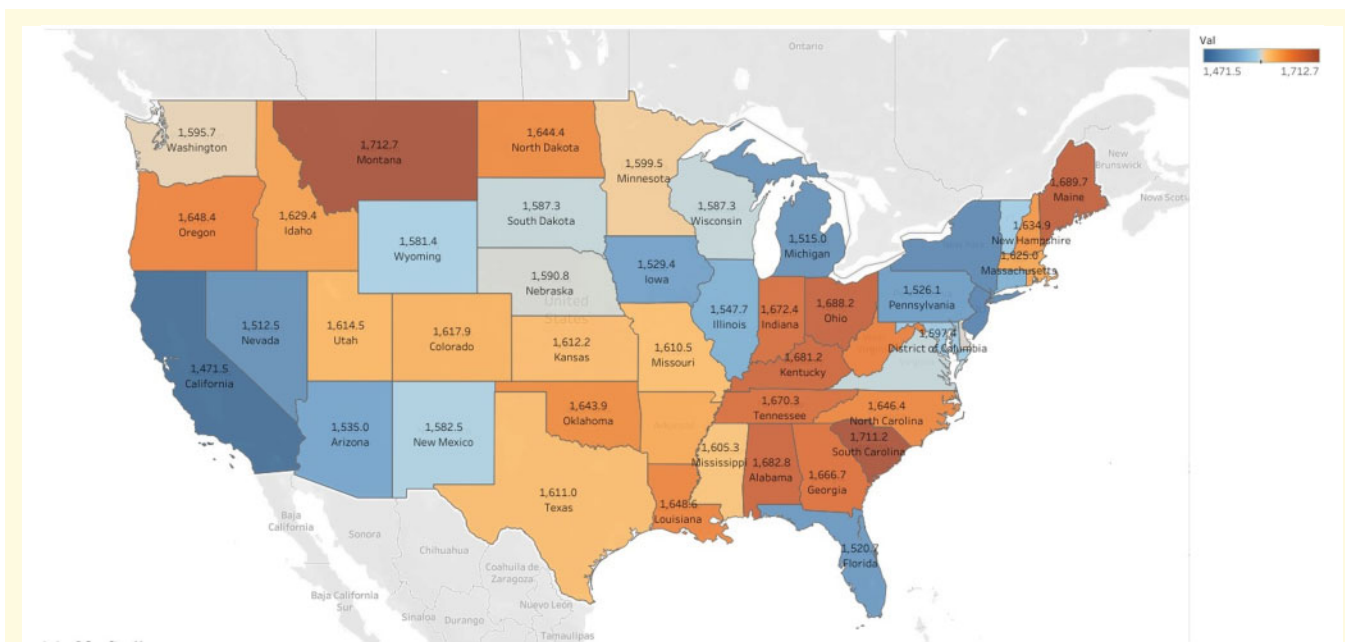 Val
1,471.5 1,712.7
Ontario
New
Brunswick
Nova Scoti
1,595.7
Washington
1,712.7
Montana
1,644.4
North Dakota
1,599.5
Minnesota
1,689.7
Maine
1,648.4
Oregon
1,629.4
Idaho
1,581.4
Wyoming
1,587.3
South Dakota
1,587.3
Wisconsin
1,515.0
Michigan
1,634.9
New Hampshire
1,625.0
Massachusetts
1,590.8
Nebraska
United
States
1,529.4
Iowa
1,526.1
Pennsylvania
1,512.5
Nevada
1,614.5
Utah
1,617.9
Colorado
1,612.2
Kansas
1,610.5
Missouri
1,547.7
Illinois
1,672.4
Indiana
1,688.2
Ohio
1,597.4
District of Columbia
1,471.5
California
1,681.2
Kentucky
1,535.0
Arizona
1,582.5
New Mexico
1,643.9
Oklahoma
Arkansas
1,670.3
Tennessee
1,646.4
North Carolina
1,711.2
South Carolina
1,611.0
Texas
1,648.6
Louisiana
1,605.3
Mississippi
1,682.8
Alabama
1,666.7
Georgia
1,520.7
Florida
Baja
California
Sonora
Chihuahua
Coahuila de
Zaragoza
Baja California
Sur
Sinaloa
Durango
Nuevo León
Tamaulipas